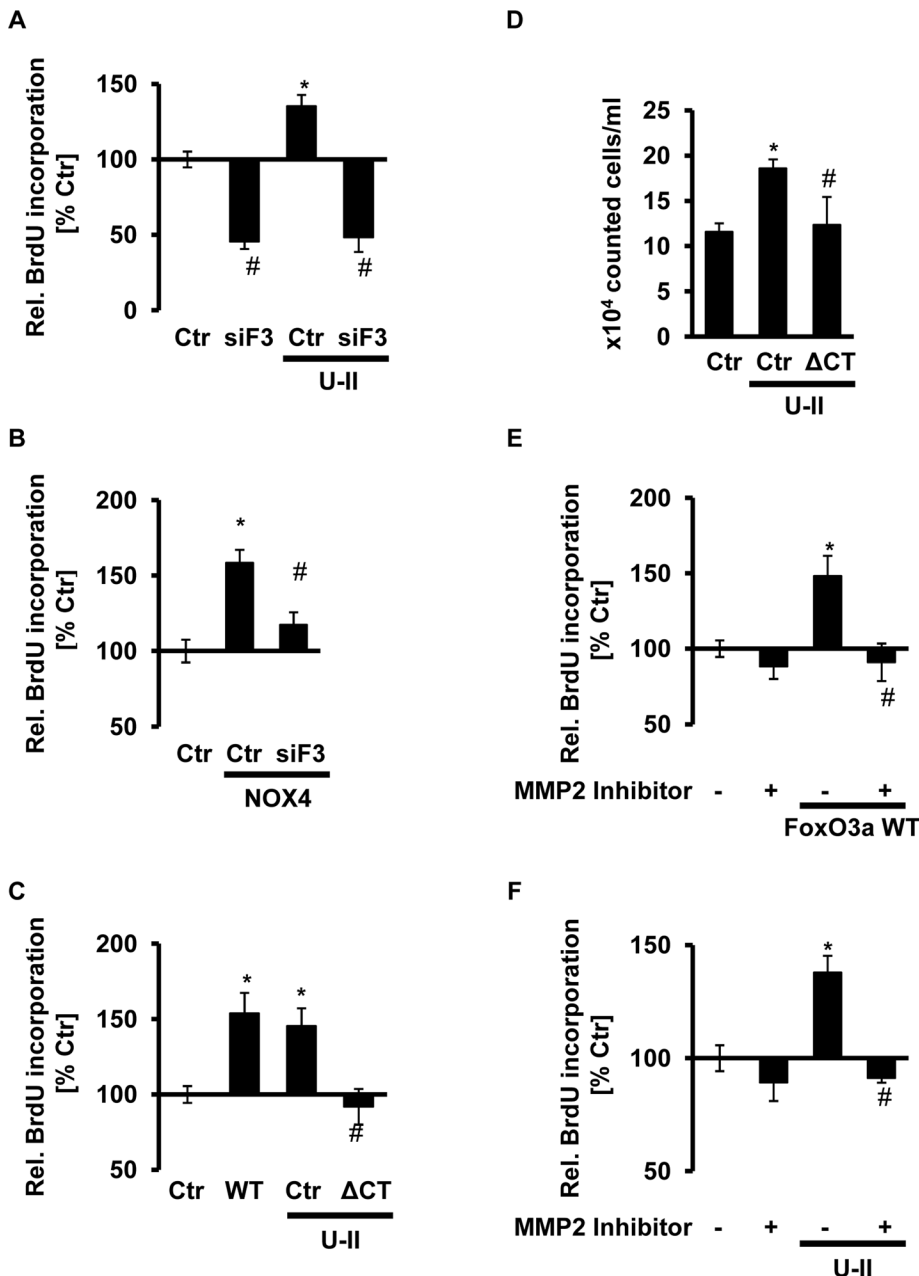 A
Rel. BrdU incorporation
[% Ctr]
150
100
50
0
*
#
#
Ctr siF3 Ctr siF3
U-II
B
Rel. BrdU incorporation
[% Ctr]
200
150
100
50
*
#
Ctr Ctr siF3
NOX4
C
Rel. BrdU incorporation
[% Ctr]
200
150
100
50
*
*
#
Ctr WT Ctr ΔCT
U-II
D
x10⁴ counted cells/ml
25
20
15
10
5
0
*
#
Ctr Ctr ΔCT
U-II
E
Rel. BrdU incorporation
[% Ctr]
200
150
100
50
*
#
MMP2 Inhibitor - + - +
FoxO3a WT
F
Rel. BrdU incorporation
[% Ctr]
150
100
50
*
#
MMP2 Inhibitor - + - +
U-II